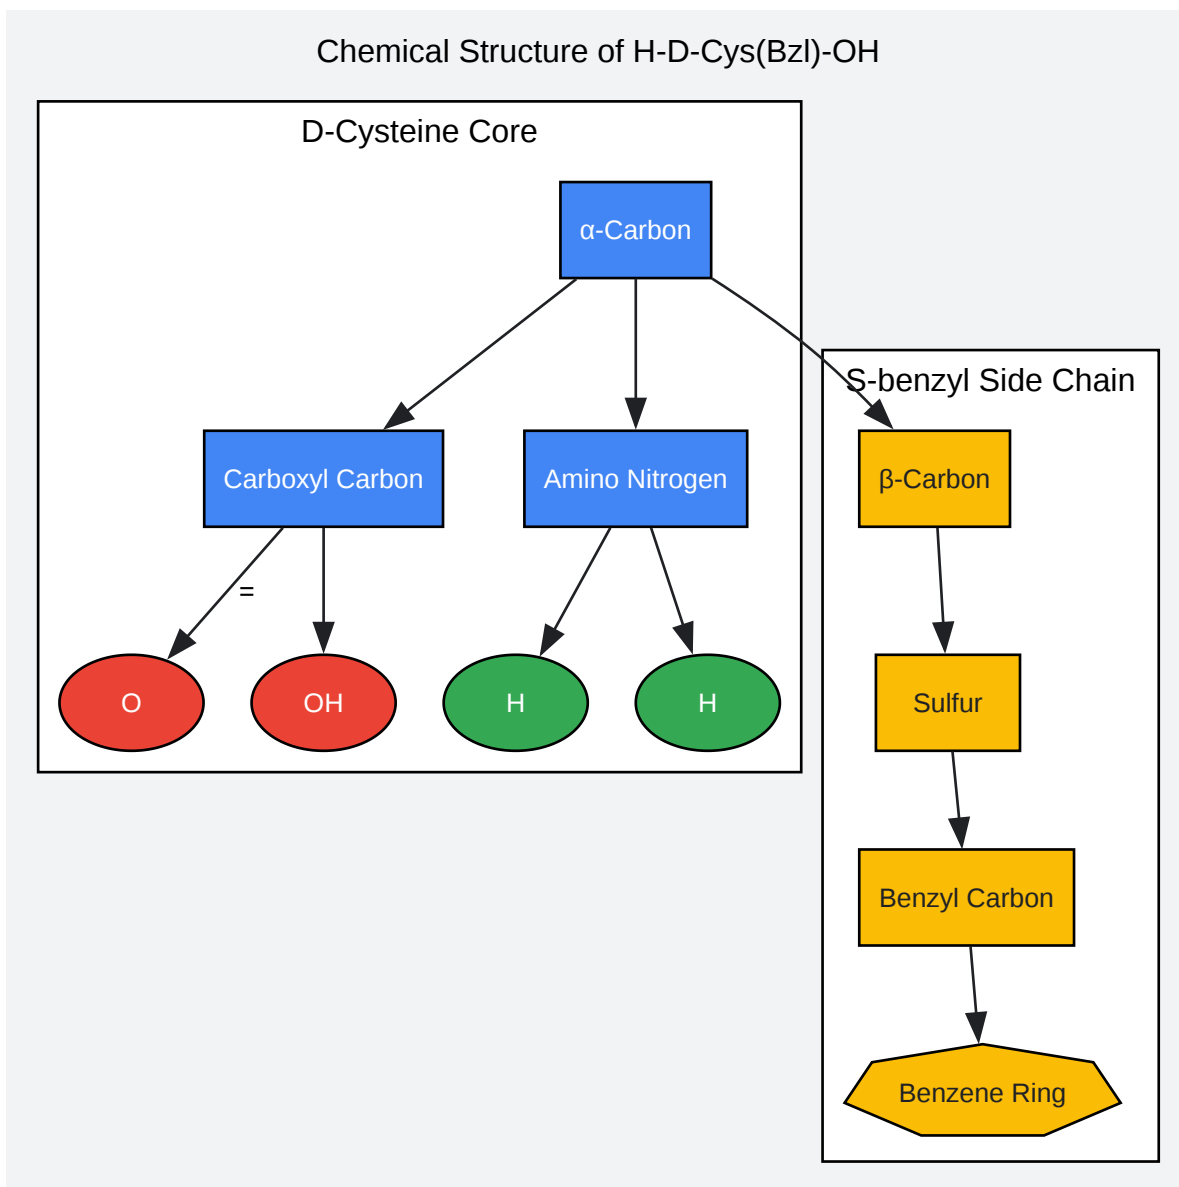 Chemical Structure of H-D-Cys(Bzl)-OH
D-Cysteine Core
α-Carbon
S-benzyl Side Chain
Carboxyl Carbon
Amino Nitrogen
β-Carbon
=
O
OH
H
H
Sulfur
Benzyl Carbon
Benzene Ring